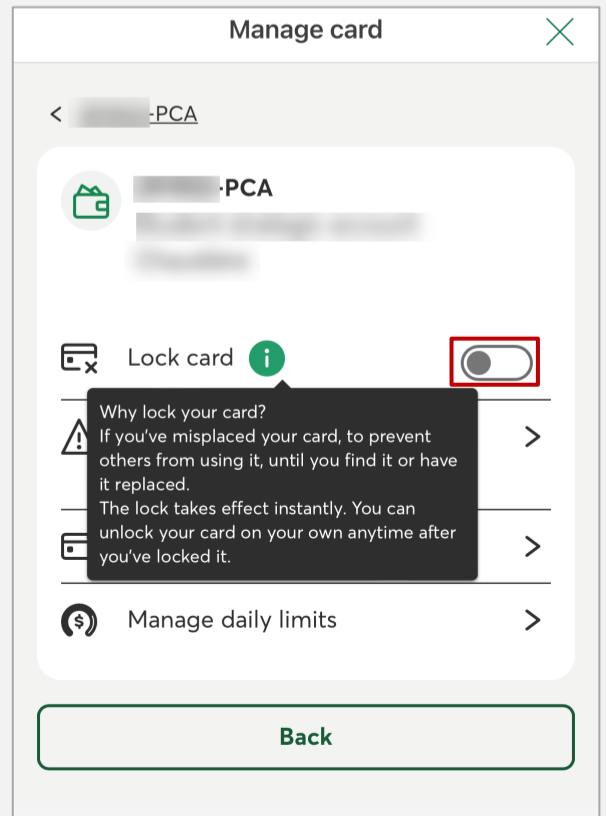 Manage card
-PCA
-PCA
Lock card
Why lock your card?
If you've misplaced your card, to prevent
others from using it, until you find it or have
it replaced.
The lock takes effect instantly. You can
unlock your card on your own anytime after
you've locked it.
Manage daily limits
Back